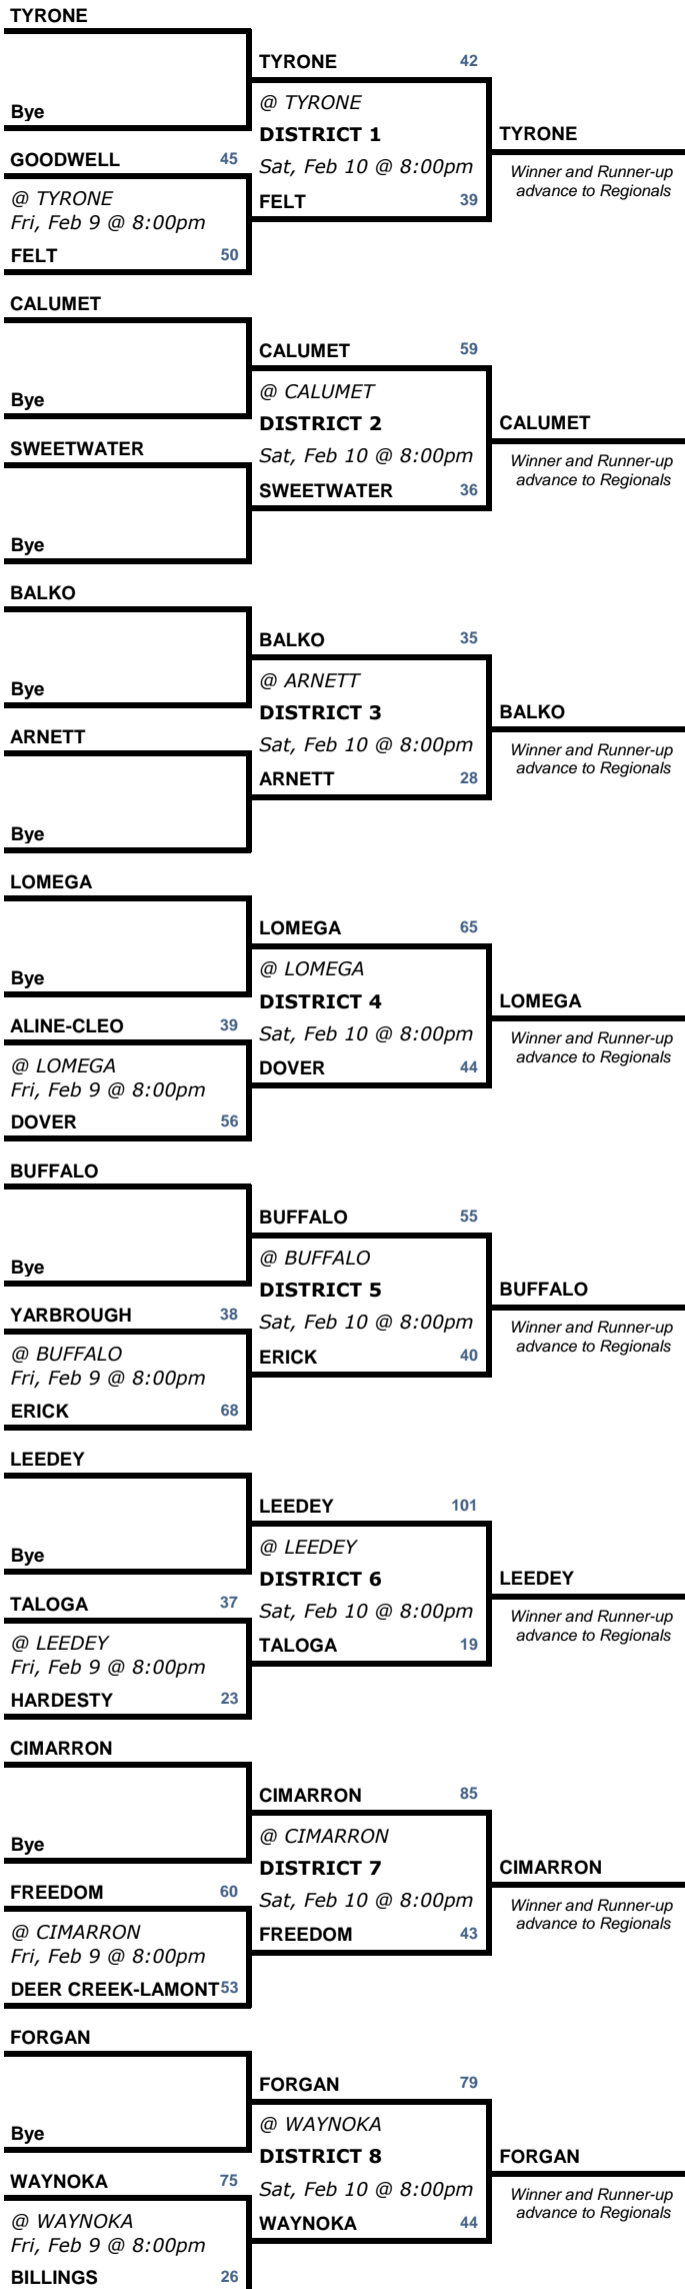 TYRONE
TYRONE 42
@ TYRONE
Bye
DISTRICT 1
TYRONE
GOODWELL 45
Sat, Feb 10 @ 8:00pm
Winner and Runner-up
advance to Regionals
@ TYRONE
FELT 39
Fri, Feb 9 @ 8:00pm
FELT 50
CALUMET
CALUMET 59
@ CALUMET
Bye
DISTRICT 2
CALUMET
SWEETWATER
Sat, Feb 10 @ 8:00pm
Winner and Runner-up
advance to Regionals
SWEETWATER 36
Bye
BALKO
BALKO 35
@ ARNETT
Bye
DISTRICT 3
BALKO
ARNETT
Sat, Feb 10 @ 8:00pm
Winner and Runner-up
advance to Regionals
ARNETT 28
Bye
LOMEGA
LOMEGA 65
@ LOMEGA
Bye
DISTRICT 4
LOMEGA
ALINE-CLEO 39
Sat, Feb 10 @ 8:00pm
Winner and Runner-up
advance to Regionals
@ LOMEGA
DOVER 44
Fri, Feb 9 @ 8:00pm
DOVER 56
BUFFALO
BUFFALO 55
@ BUFFALO
Bye
DISTRICT 5
BUFFALO
YARBROUGH 38
Sat, Feb 10 @ 8:00pm
Winner and Runner-up
advance to Regionals
@ BUFFALO
ERICK 40
Fri, Feb 9 @ 8:00pm
ERICK 68
LEEDEY
LEEDEY 101
@ LEEDEY
Bye
DISTRICT 6
LEEDEY
TALOGA 37
Sat, Feb 10 @ 8:00pm
Winner and Runner-up
advance to Regionals
@ LEEDEY
TALOGA 19
Fri, Feb 9 @ 8:00pm
HARDESTY 23
CIMARRON
CIMARRON 85
@ CIMARRON
Bye
DISTRICT 7
CIMARRON
FREEDOM 60
Sat, Feb 10 @ 8:00pm
Winner and Runner-up
advance to Regionals
@ CIMARRON
FREEDOM 43
Fri, Feb 9 @ 8:00pm
DEER CREEK-LAMONT 53
FORGAN
FORGAN 79
@ WAYNOKA
Bye
DISTRICT 8
FORGAN
WAYNOKA 75
Sat, Feb 10 @ 8:00pm
Winner and Runner-up
advance to Regionals
@ WAYNOKA
WAYNOKA 44
Fri, Feb 9 @ 8:00pm
BILLINGS 26